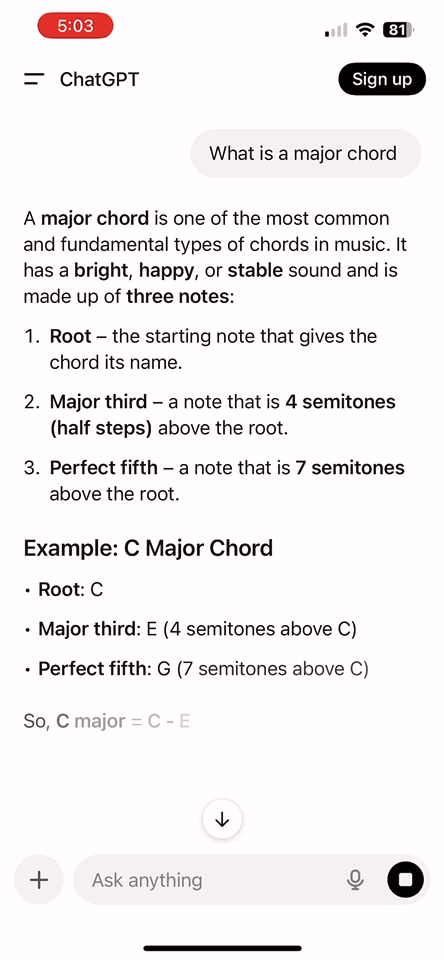 5:03
81
ChatGPT
Sign up
What is a major chord
A major chord is one of the most common
and fundamental types of chords in music. It
has a bright, happy, or stable sound and is
made up of three notes:
1. Root – the starting note that gives the
chord its name.
2. Major third – a note that is 4 semitones
(half steps) above the root.
3. Perfect fifth – a note that is 7 semitones
above the root.
Example: C Major Chord
• Root: C
• Major third: E (4 semitones above C)
• Perfect fifth: G (7 semitones above C)
So, C major = C - E
Ask anything